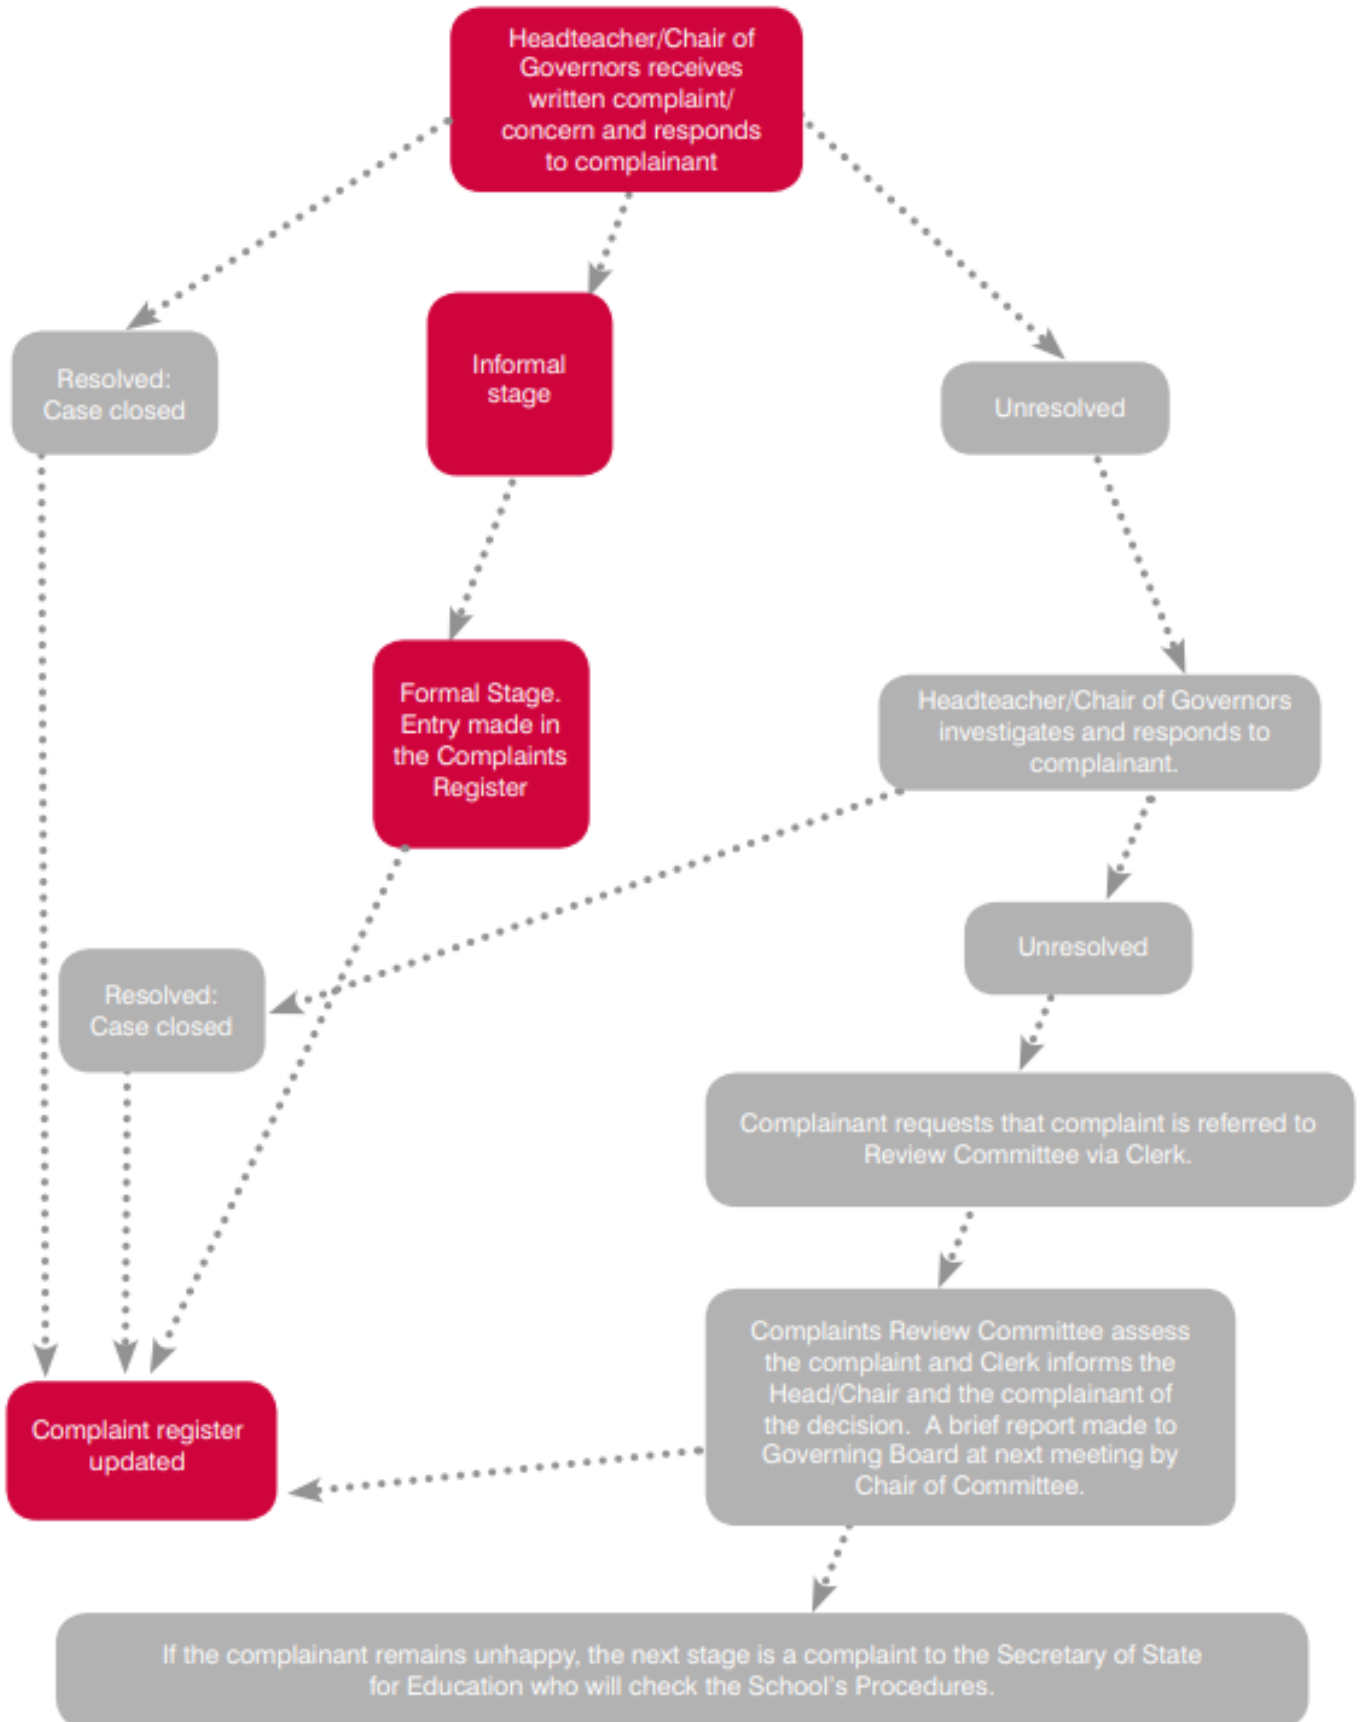 Headteacher/Chair of
Governors receives
written complaint/
concern and responds
to complainant
Resolved:
Case closed
Informal
stage
Unresolved
Formal Stage.
Entry made in
the Complaints
Register
Headteacher/Chair of Governors
investigates and responds to
complainant.
Unresolved
Resolved:
Case closed
Complainant requests that complaint is referred to
Review Committee via Clerk.
Complaints Review Committee assess
the complaint and Clerk informs the
Head/Chair and the complainant of
the decision.  A brief report made to
Governing Board at next meeting by
Chair of Committee.
Complaint register
updated
If the complainant remains unhappy, the next stage is a complaint to the Secretary of State
for Education who will check the School's Procedures.